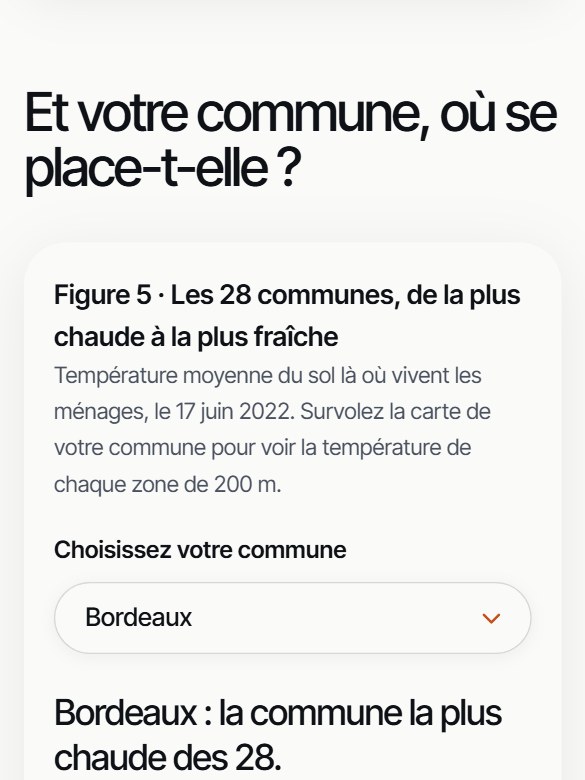 Et votre commune, où se
place-t-elle ?
Figure 5 · Les 28 communes, de la plus
chaude à la plus fraîche
Température moyenne du sol là où vivent les
ménages, le 17 juin 2022. Survolez la carte de
votre commune pour voir la température de
chaque zone de 200 m.
Choisissez votre commune
Bordeaux
Bordeaux : la commune la plus
chaude des 28.